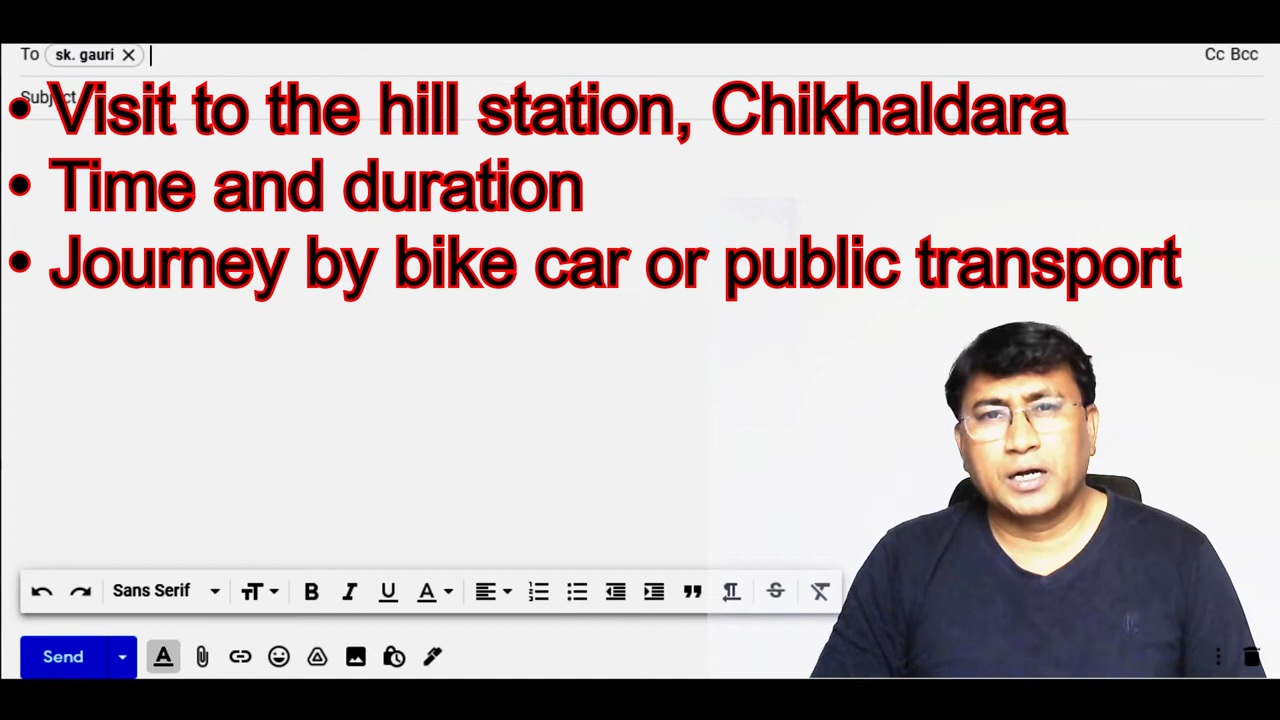 To sk. gauri
Cc Bcc
Subject
• Visit to the hill station, Chikhaldara
• Time and duration
• Journey by bike car or public transport
Sans Serif
Send